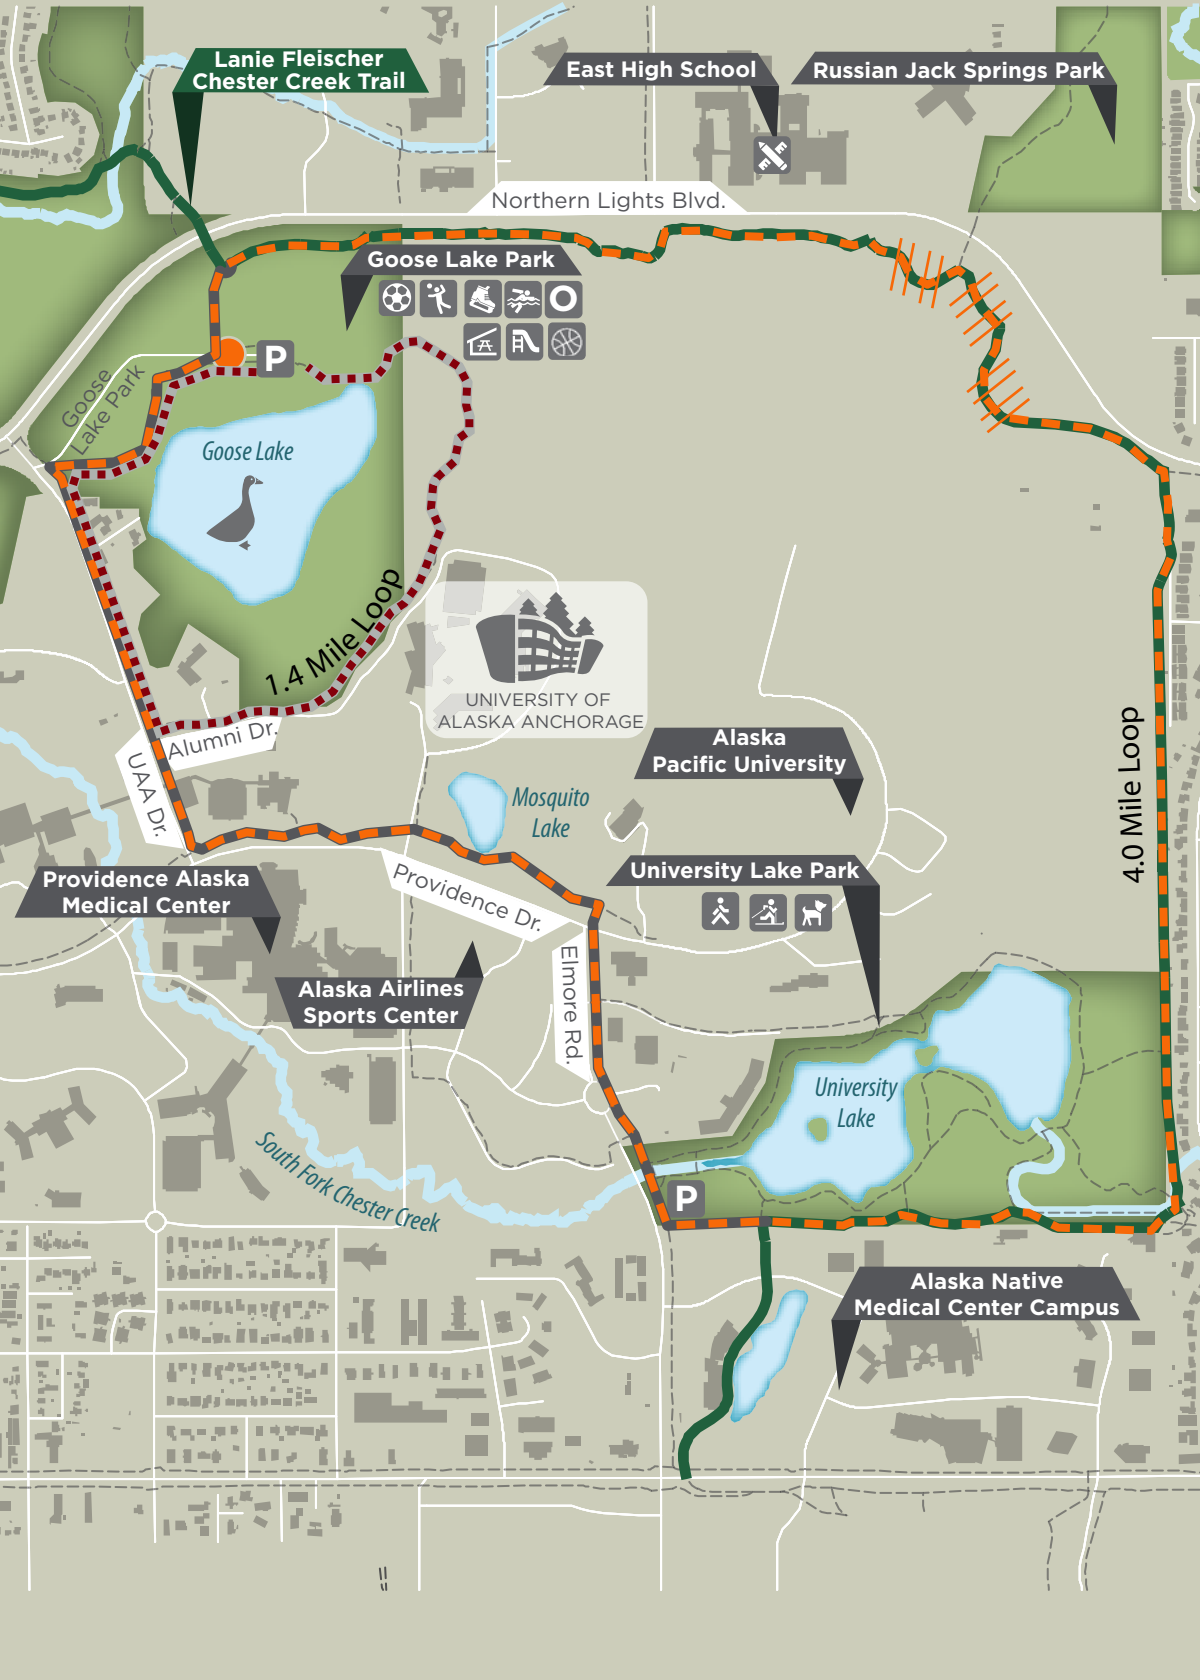 Lanie Fleischer
Chester Creek Trail
East High School
Russian Jack Springs Park
Northern Lights Blvd.
Goose Lake Park
P
Goose
Lake Park
Goose Lake
1.4 Mile Loop
UNIVERSITY OF
ALASKA ANCHORAGE
Alumni Dr.
UAA Dr.
Alaska
Pacific University
4.0 Mile Loop
Mosquito
Lake
University Lake Park
Providence Alaska
Medical Center
Providence Dr.
Elmore Rd.
Alaska Airlines
Sports Center
University
Lake
South Fork Chester Creek
P
Alaska Native
Medical Center Campus